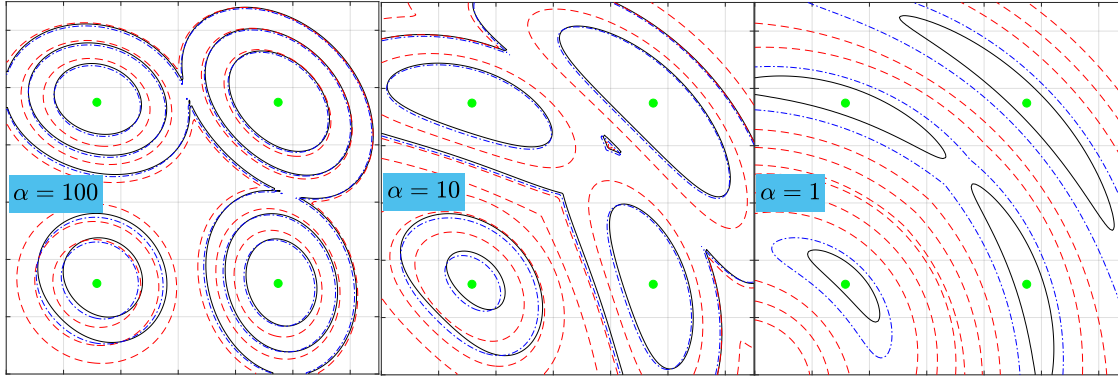 α = 100
α = 10
α = 1